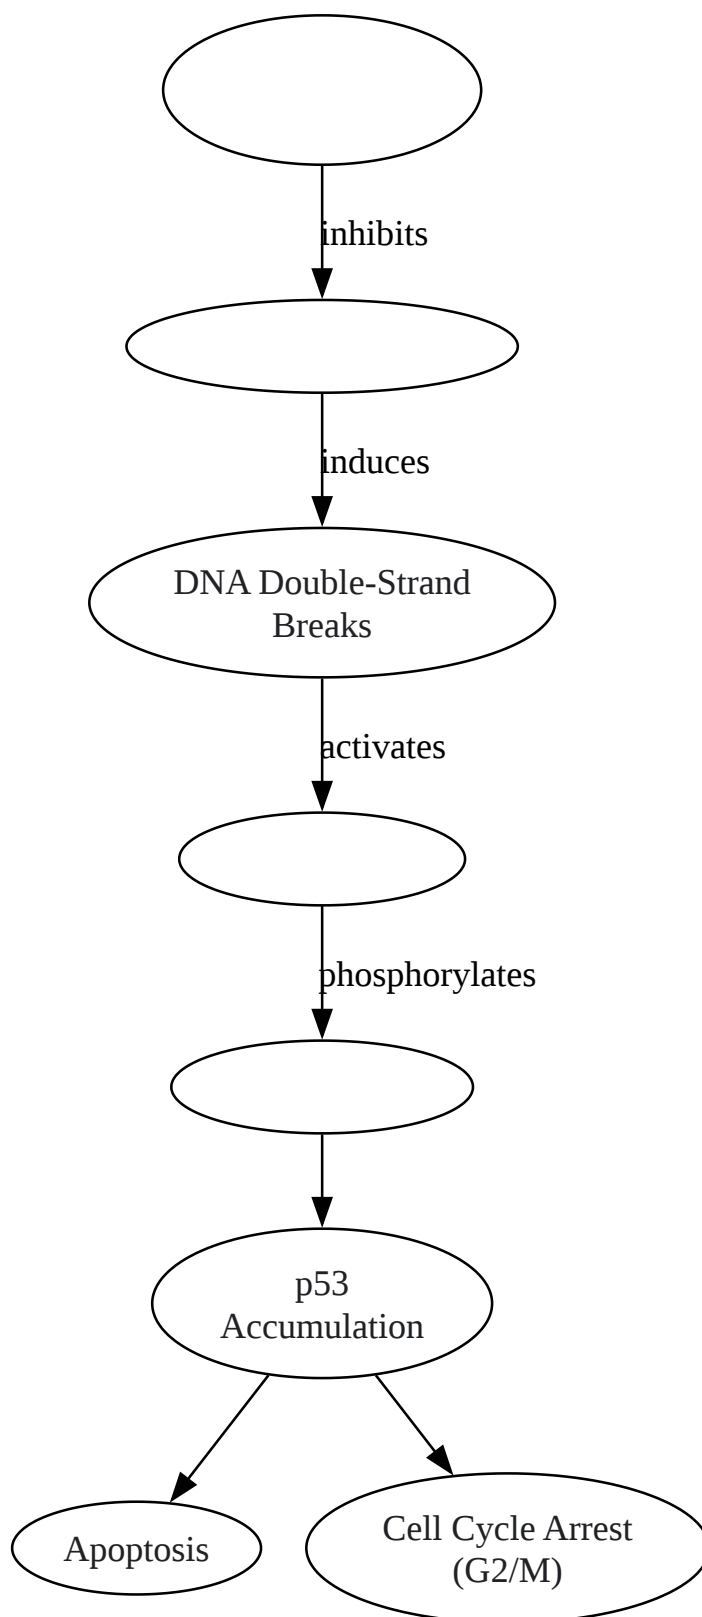 inhibits
induces
DNA Double-Strand
Breaks
activates
phosphorylates
p53
Accumulation
Apoptosis
Cell Cycle Arrest
(G2/M)